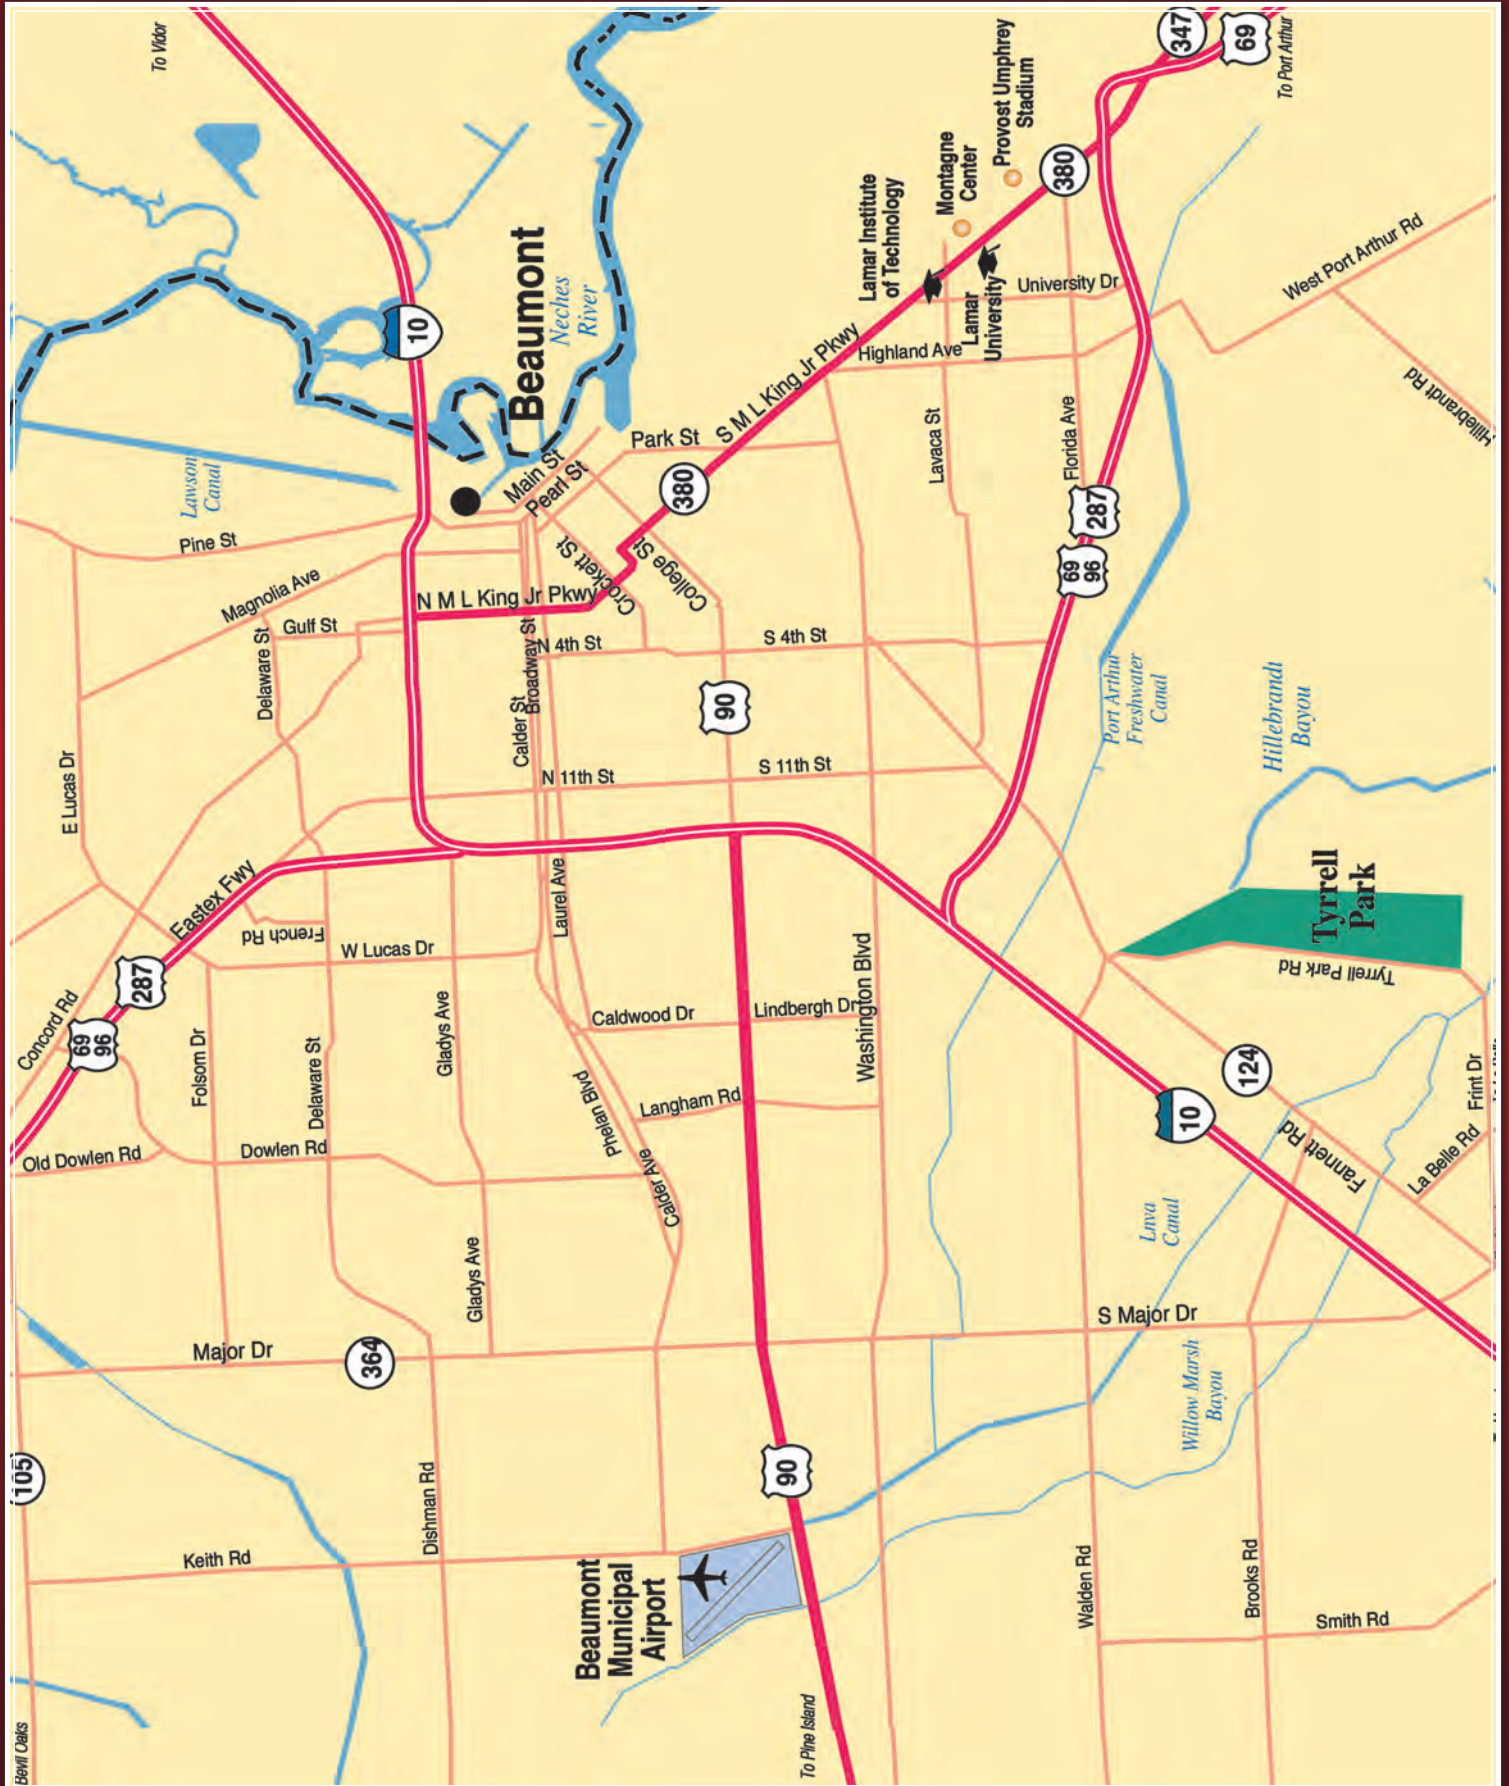 To Vidor
347
69
To Port Arthur
Provost Umphrey
Stadium
Montagne
Center
380
Lamar Institute
of Technology
Lamar
University
University Dr
West Port Arthur Rd
Hillebrandt Rd
10
Beaumont
Neches
River
Highland Ave
S M L King Jr Pkwy
Park St
Lavaca St
Florida Ave
Lawson
Canal
Main St
Pearl St
380
287
69
96
Pine St
Crockett St
College St
Magnolia Ave
N M L King Jr Pkwy
Gulf St
Delaware St
N 4th St
S 4th St
Broadway St
Calder St
90
Port Arthur
Freshwater
Canal
Hillebrandt
Bayou
E Lucas Dr
N 11th St
S 11th St
Eastex Fwy
French Rd
Laurel Ave
Tyrrell
Park
Tyrrell Park Rd
W Lucas Dr
287
69
96
Concord Rd
Folsom Dr
Delaware St
Gladys Ave
Caldwood Dr
Lindbergh Dr
Washington Blvd
124
Frint Dr
Phelan Blvd
Langham Rd
10
Fannett Rd
La Belle Rd
Old Dowlen Rd
Dowlen Rd
Calder Ave
Lnva
Canal
Gladys Ave
Major Dr
364
S Major Dr
Willow Marsh
Bayou
105
Dishman Rd
90
Keith Rd
Beaumont
Municipal
Airport
Walden Rd
Brooks Rd
Smith Rd
Bevil Oaks
To Pine Island